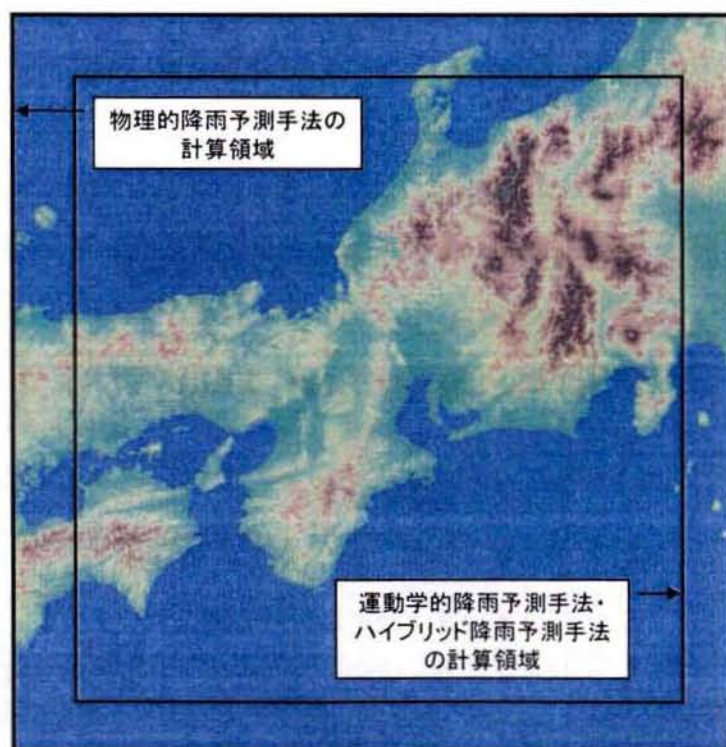 物理的降雨予測手法の
計算領域
運動学的降雨予測手法・
ハイブリッド降雨予測手法
の計算領域